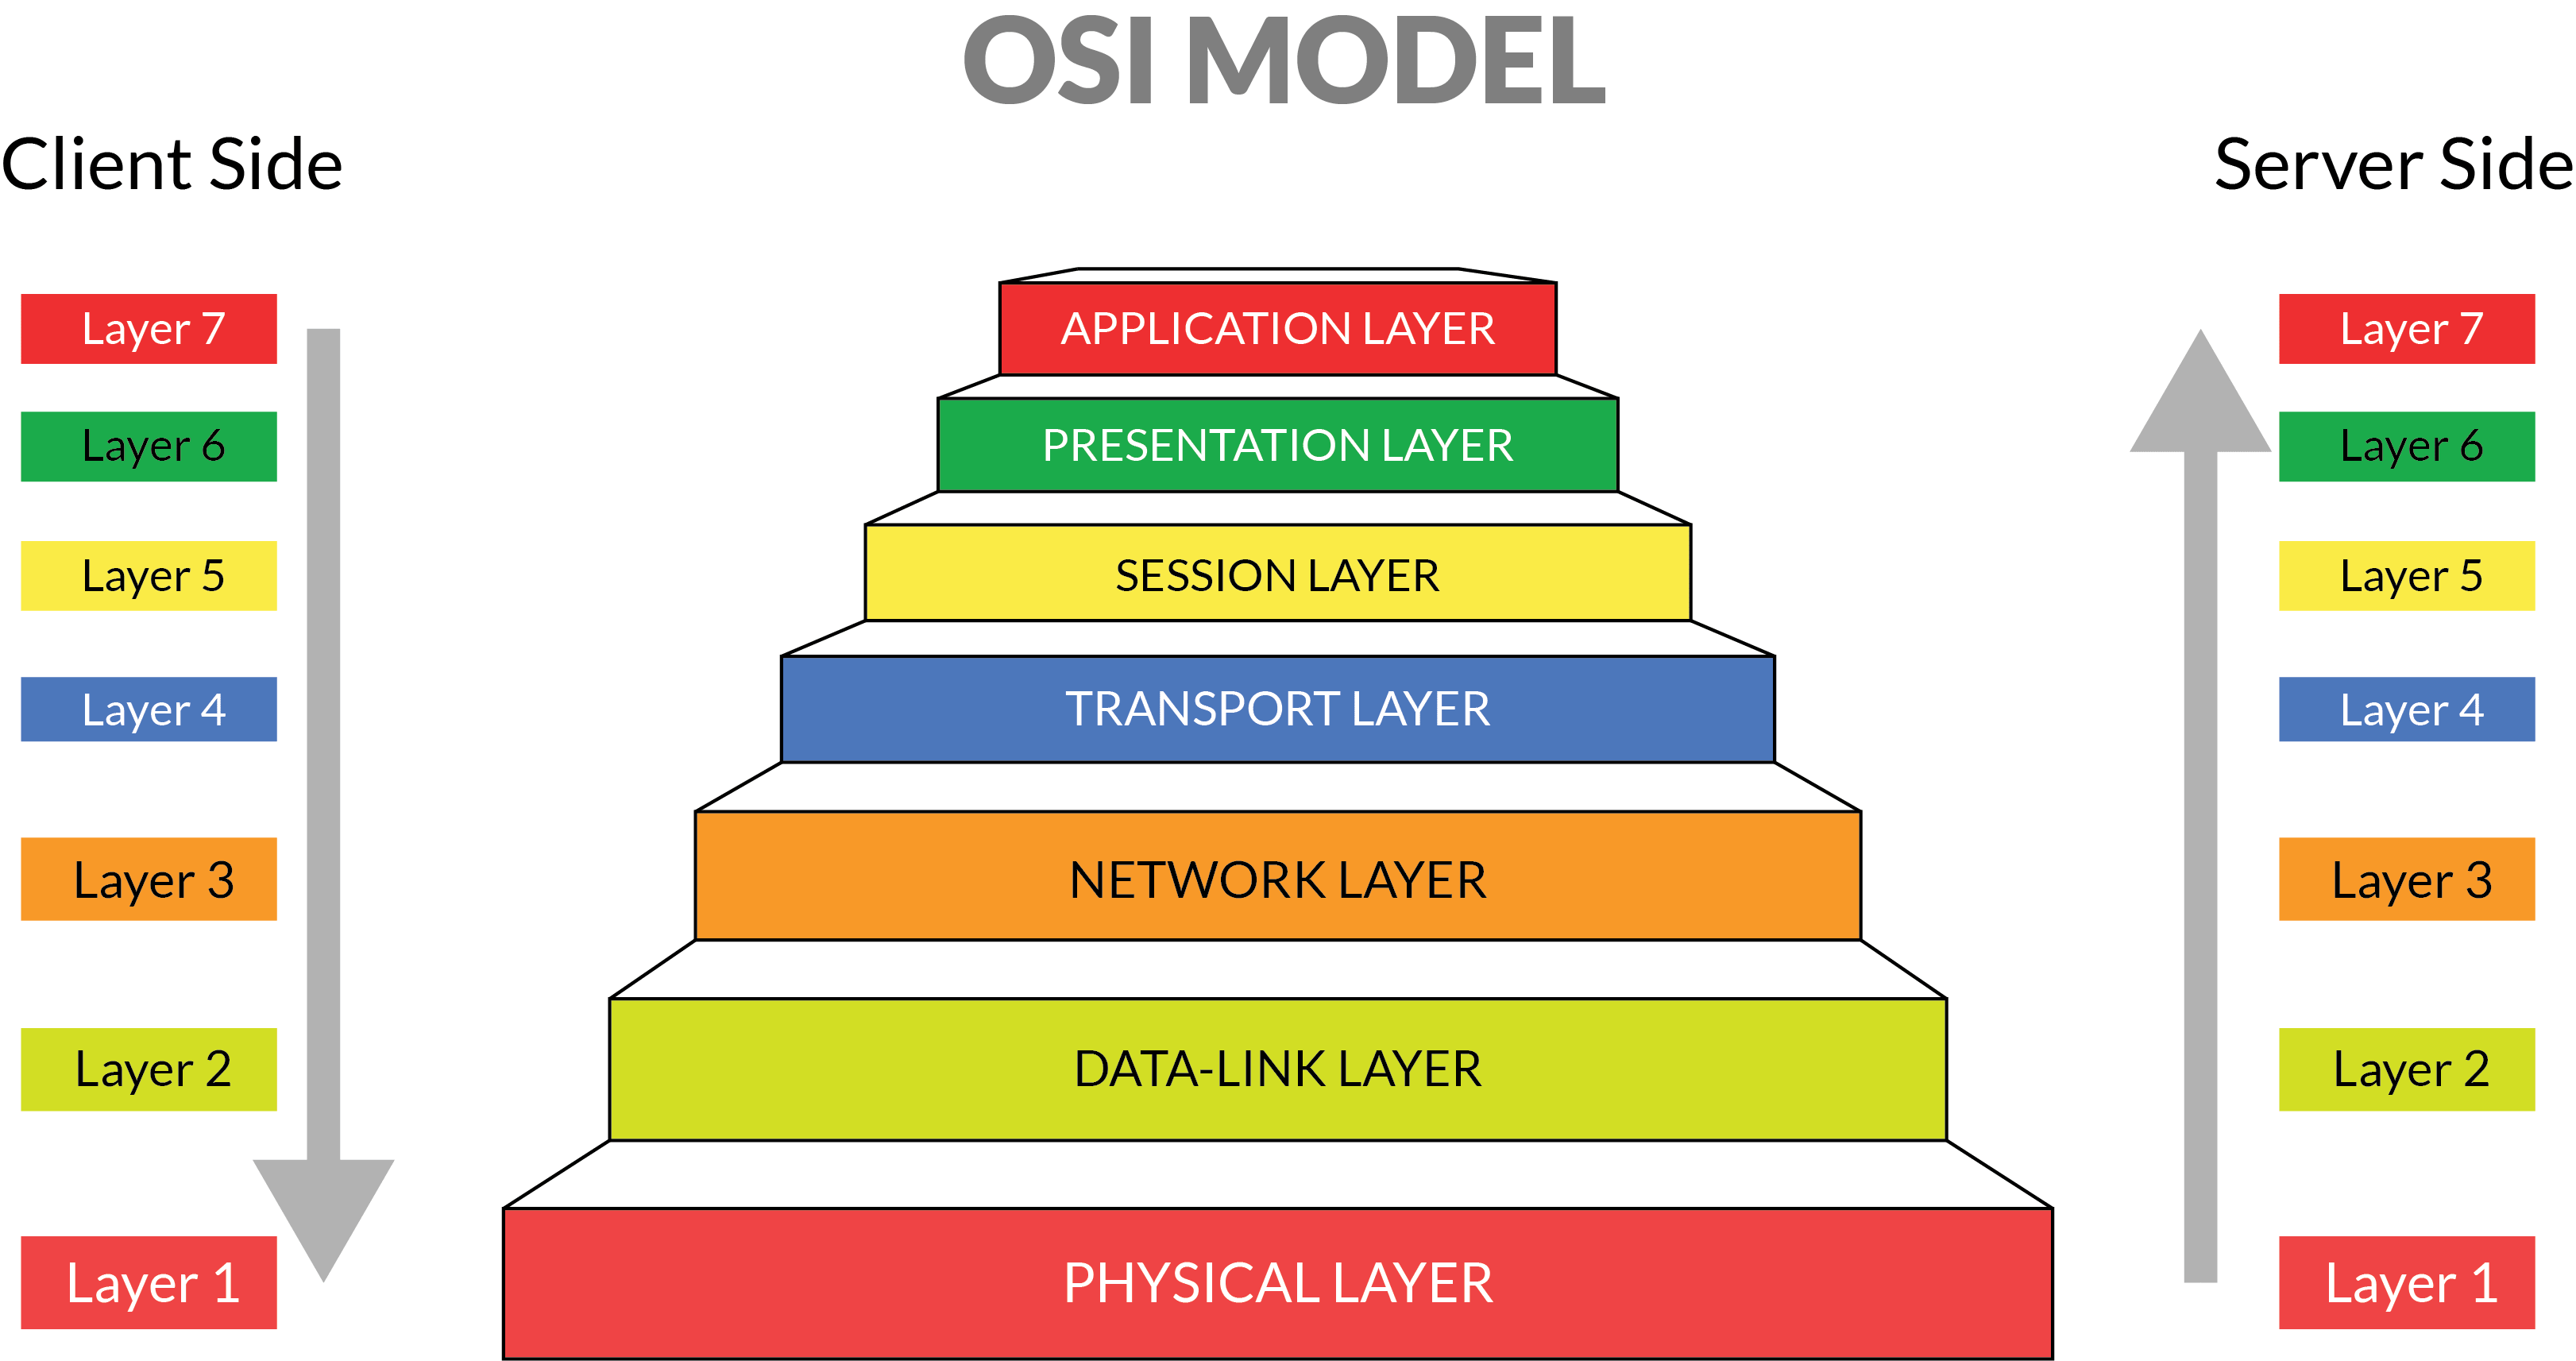 OSI MODEL
Client Side
Server Side
Layer 7
APPLICATION LAYER
Layer 7
Layer 6
PRESENTATION LAYER
Layer 6
Layer 5
SESSION LAYER
Layer 5
Layer 4
TRANSPORT LAYER
Layer 4
Layer 3
NETWORK LAYER
Layer 3
Layer 2
DATA-LINK LAYER
Layer 2
Layer 1
PHYSICAL LAYER
Layer 1